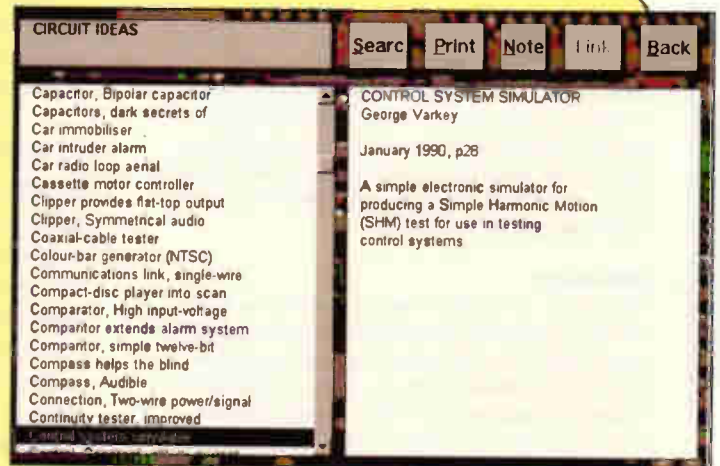 CIRCUIT IDEAS
Searc Print Note Link Back
Capacitor, Bipolar capacitor
Capacitors, dark secrets of
Car immobiliser
Car intruder alarm
Car radio loop aerial
Cassette motor controller
Clipper provides flat-top output
Clipper, Symmetrical audio
Coaxial-cable tester
Colour-bar generator (NTSC)
Communications link, single-wire
Compact-disc player into scan
Comparator, High input-voltage
Comparitor extends alarm system
Comparitor, simple twelve-bit
Compass helps the blind
Compass, Audible
Connection, Two-wire power/signal
Continuity tester, improved
Control system simulator
CONTROL SYSTEM SIMULATOR
George Varkey
January 1990, p28
A simple electronic simulator for
producing a Simple Harmonic Motion
(SHM) test for use in testing
control systems